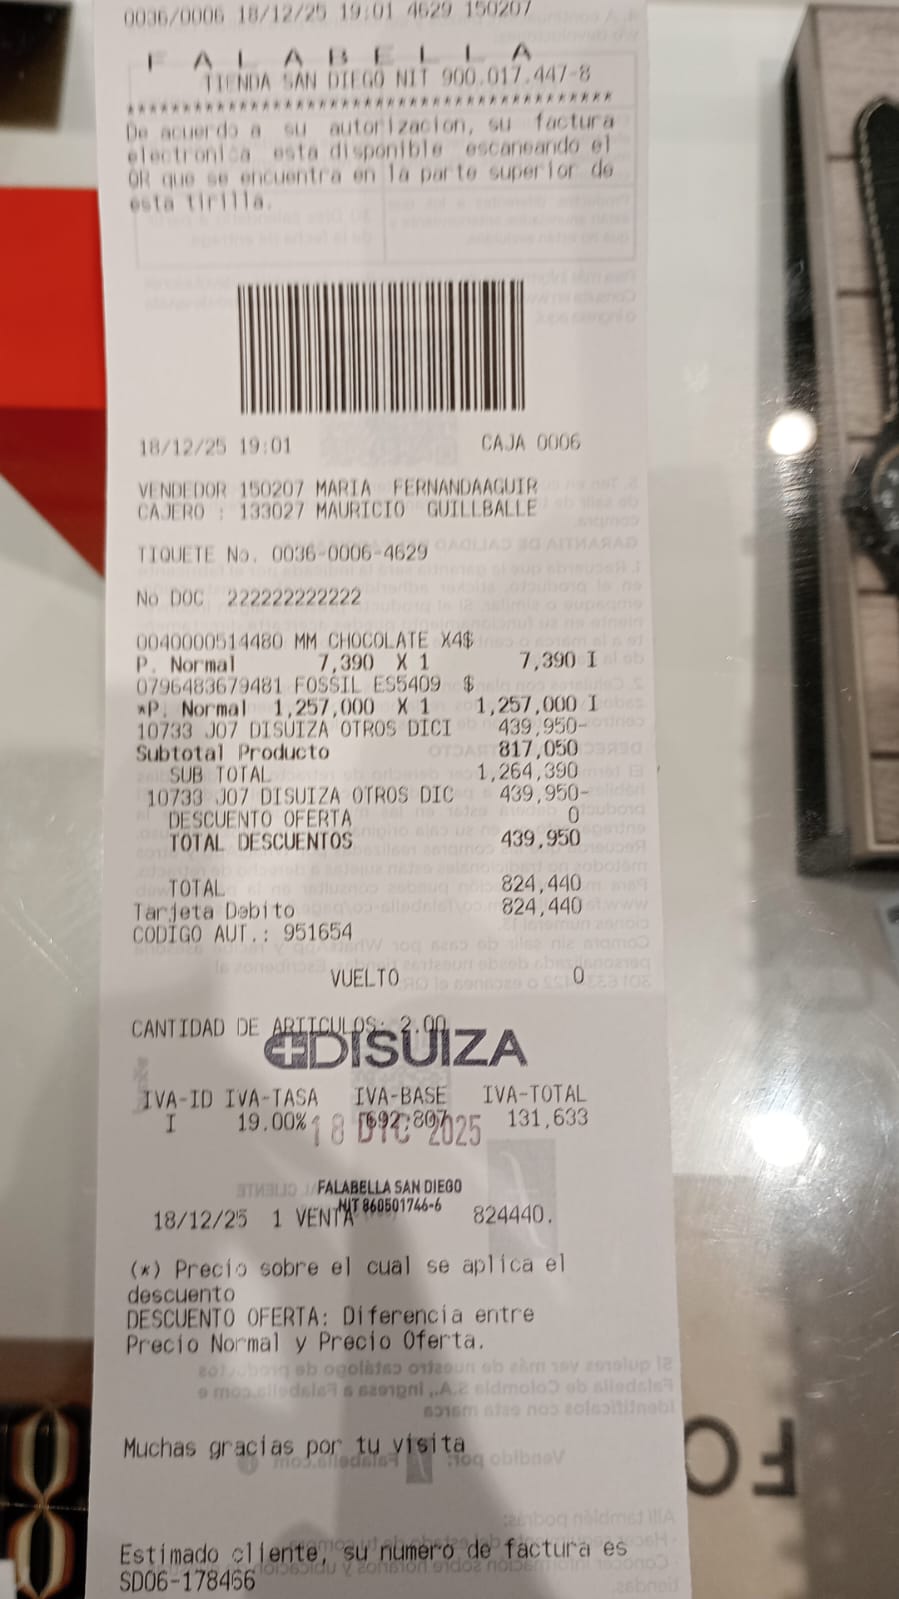 0036/0006 18/12/25 19:01 4629 150207
FALABELLA
TIENDA SAN DIEGO NIT 900.017.447-8
********************************************
De acuerdo a su autorizacion, su factura
electronica esta disponible escaneando el
QR que se encuentra en la parte superior de
esta tirilla.
18/12/25 19:01 CAJA 0006
VENDEDOR 150207 MARIA FERNANDAAGUIR
CAJERO : 133027 MAURICIO GUILLBALLE
TIQUETE No. 0036-0006-4629
No DOC 222222222222
0040000514480 MM CHOCOLATE X4$
P. Normal 7,390 X 1 7,390 I
0796483679481 FOSSIL ES5409 $
*P. Normal 1,257,000 X 1 1,257,000 I
10733 J07 DISUIZA OTROS DICI 439,950-
Subtotal Producto 817,050
SUB TOTAL 1,264,390
10733 J07 DISUIZA OTROS DIC 439,950-
DESCUENTO OFERTA 0
TOTAL DESCUENTOS 439,950
TOTAL 824,440
Tarjeta Debito 824,440
CODIGO AUT.: 951654
VUELTO 0
CANTIDAD DE ARTICULOS: 2.00
DISUIZA
IVA-ID IVA-TASA IVA-BASE IVA-TOTAL
I 19.00% 692,807 131,633
18 DIC 2025
FALABELLA SAN DIEGO
NIT 860501746-6
18/12/25 1 VENTA 824440.
(*) Precio sobre el cual se aplica el
descuento
DESCUENTO OFERTA: Diferencia entre
Precio Normal y Precio Oferta.
Muchas gracias por tu visita
Estimado cliente, su numero de factura es
SD06-178466
FO